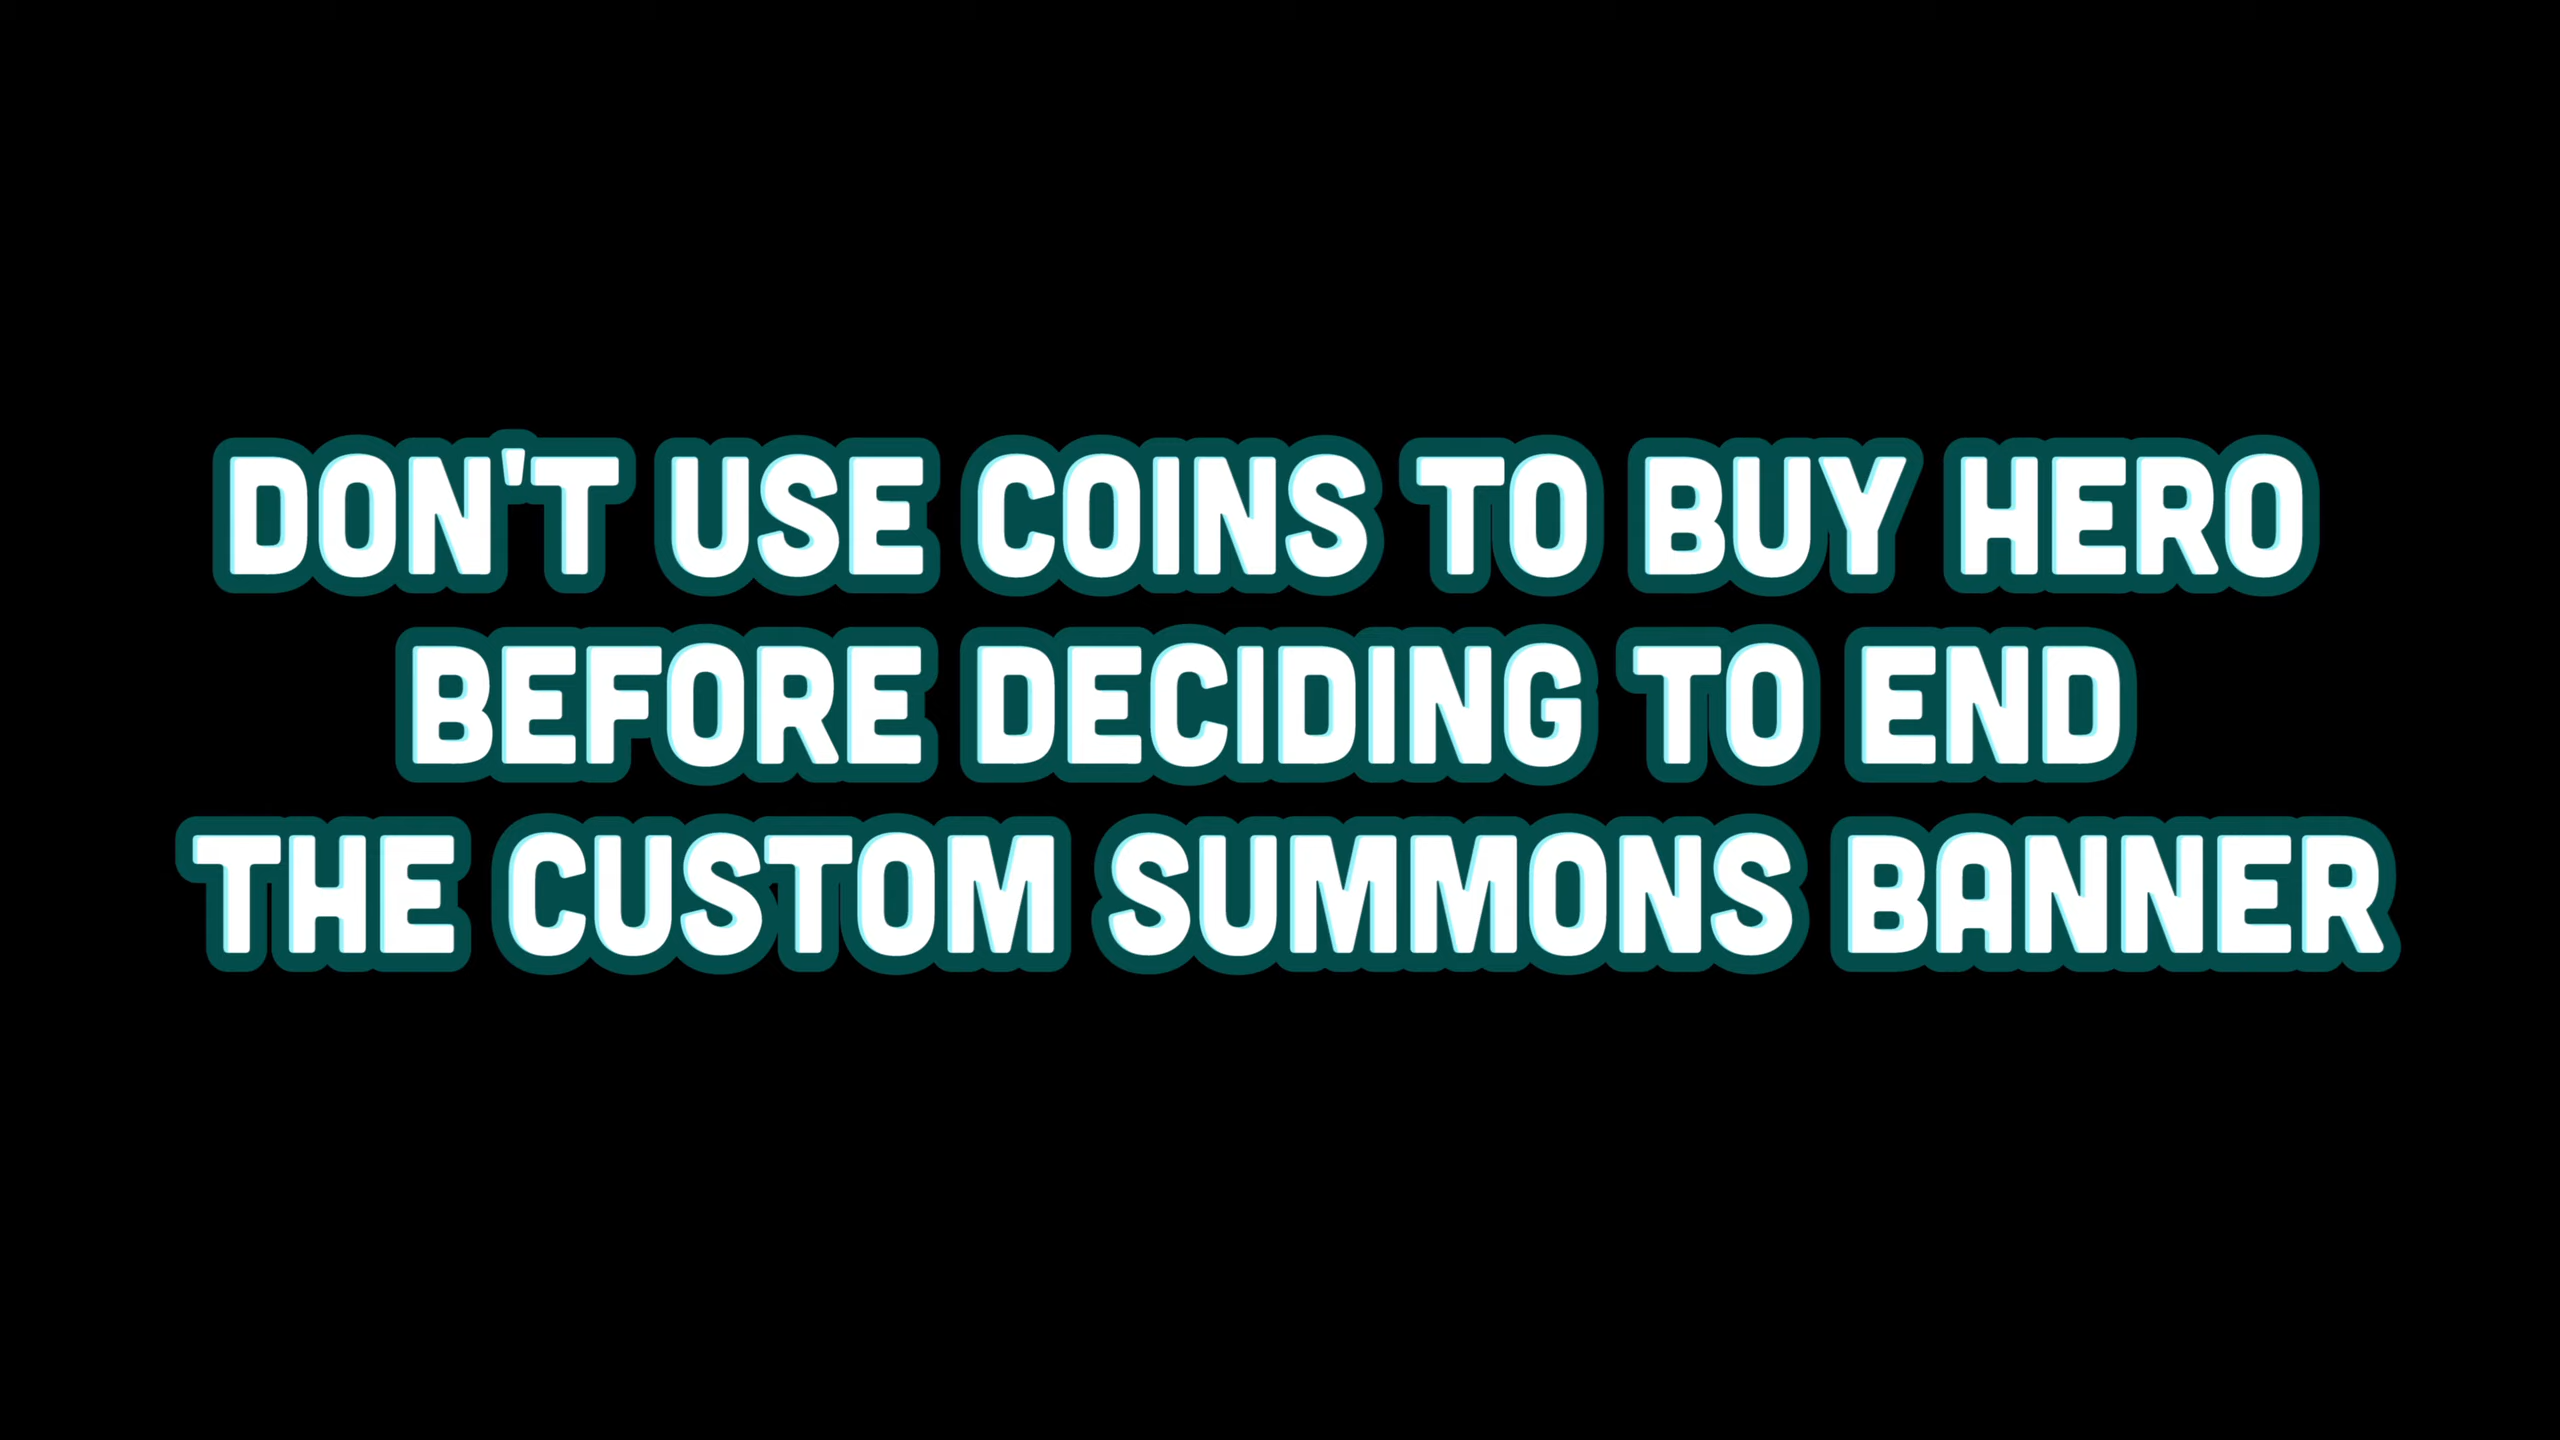 DON'T USE COINS TO BUY HERO
BEFORE DECIDING TO END
THE CUSTOM SUMMONS BANNER